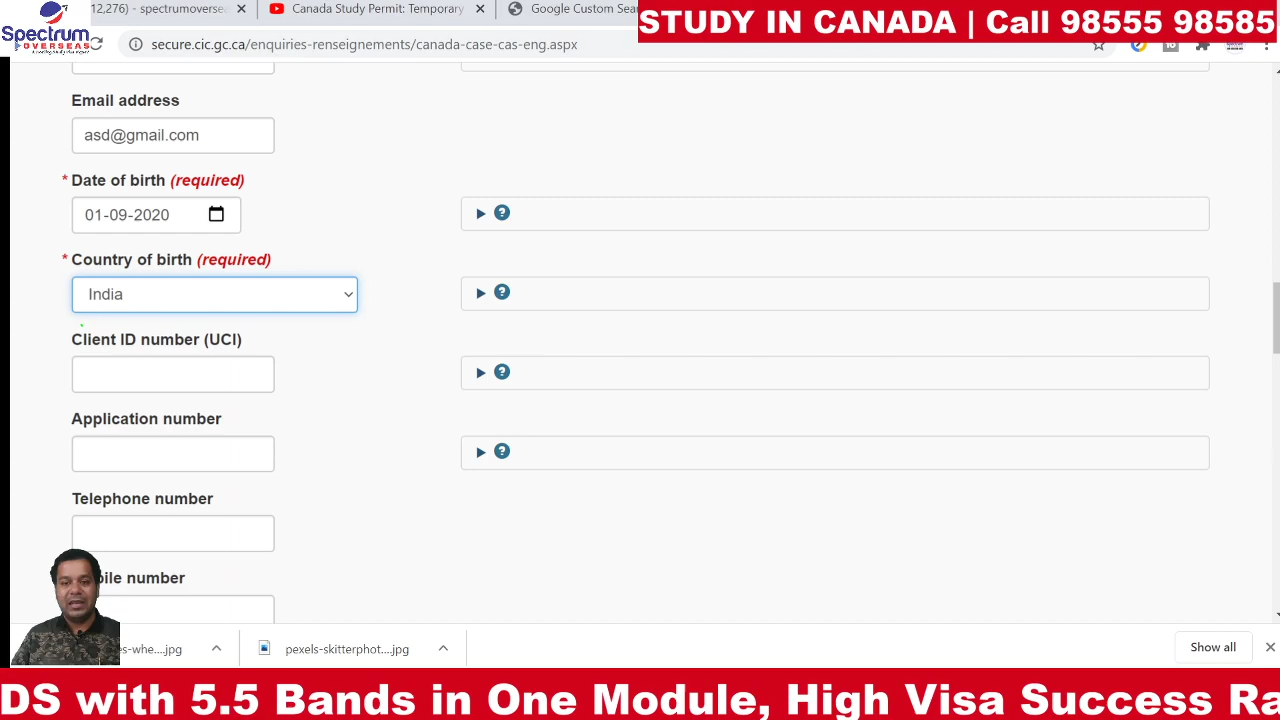 12,276) - spectrumoversea
Canada Study Permit: Temporary
Google Custom Sear
STUDY IN CANADA | Call 98555 98585
Spectrum
OVERSEAS
secure.cic.gc.ca/enquiries-renseignements/canada-case-cas-eng.aspx
Email address
asd@gmail.com
* Date of birth (required)
01-09-2020
* Country of birth (required)
India
Client ID number (UCI)
Application number
Telephone number
bile number
s-whe....jpg
pexels-skitterphot....jpg
Show all
DS with 5.5 Bands in One Module, High Visa Success Ra